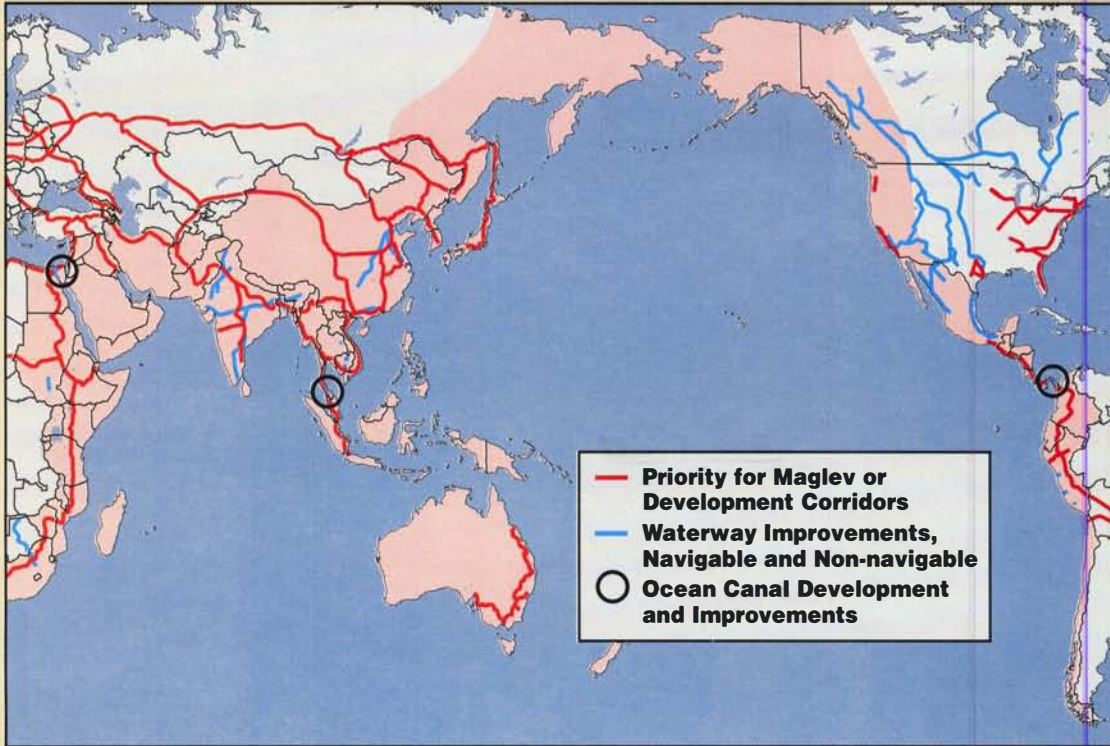 Priority for Maglev or
Development Corridors
Waterway Improvements,
Navigable and Non-navigable
Ocean Canal Development
and Improvements